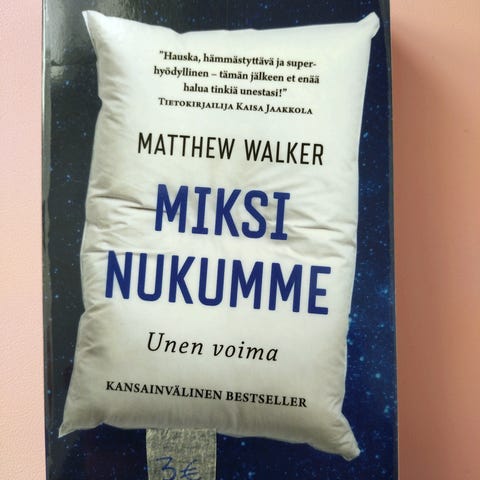 "Hauska, hämmästyttävä ja super-
hyödyllinen – tämän jälkeen et enää
halua tinkiä unestasi!"
Tietokirjailija Kaisa Jaakkola
MATTHEW WALKER
MIKSI
NUKUMME
Unen voima
KANSAINVÄLINEN BESTSELLER
3€